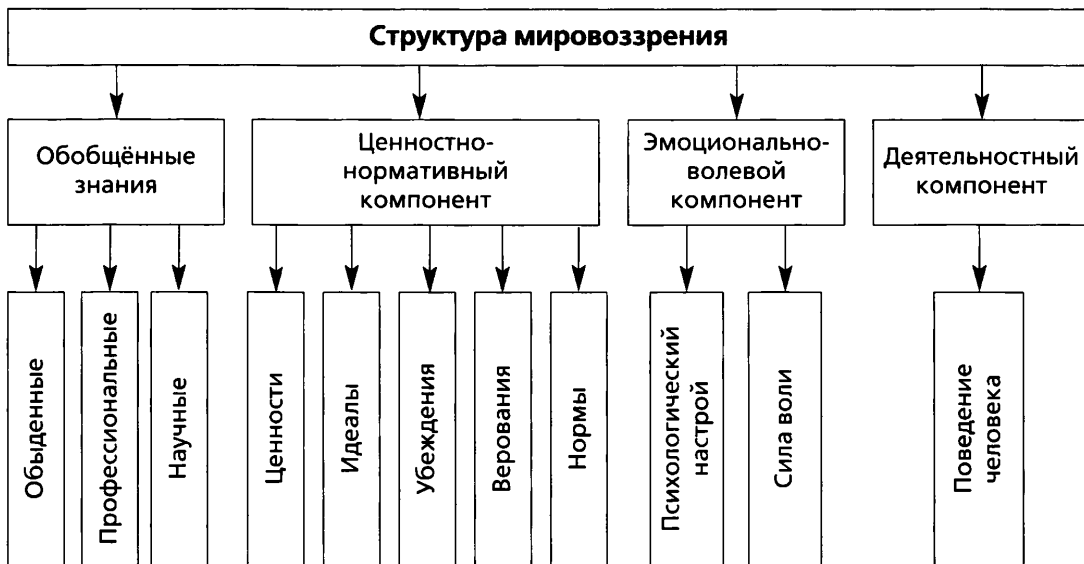 Структура мировоззрения
Обобщённые
знания
Ценностно-
нормативный
компонент
Эмоционально-
волевой
компонент
Деятельностный
компонент
Обыденные
Профессиональные
Научные
Ценности
Идеалы
Убеждения
Верования
Нормы
Психологический
настрой
Сила воли
Поведение
человека